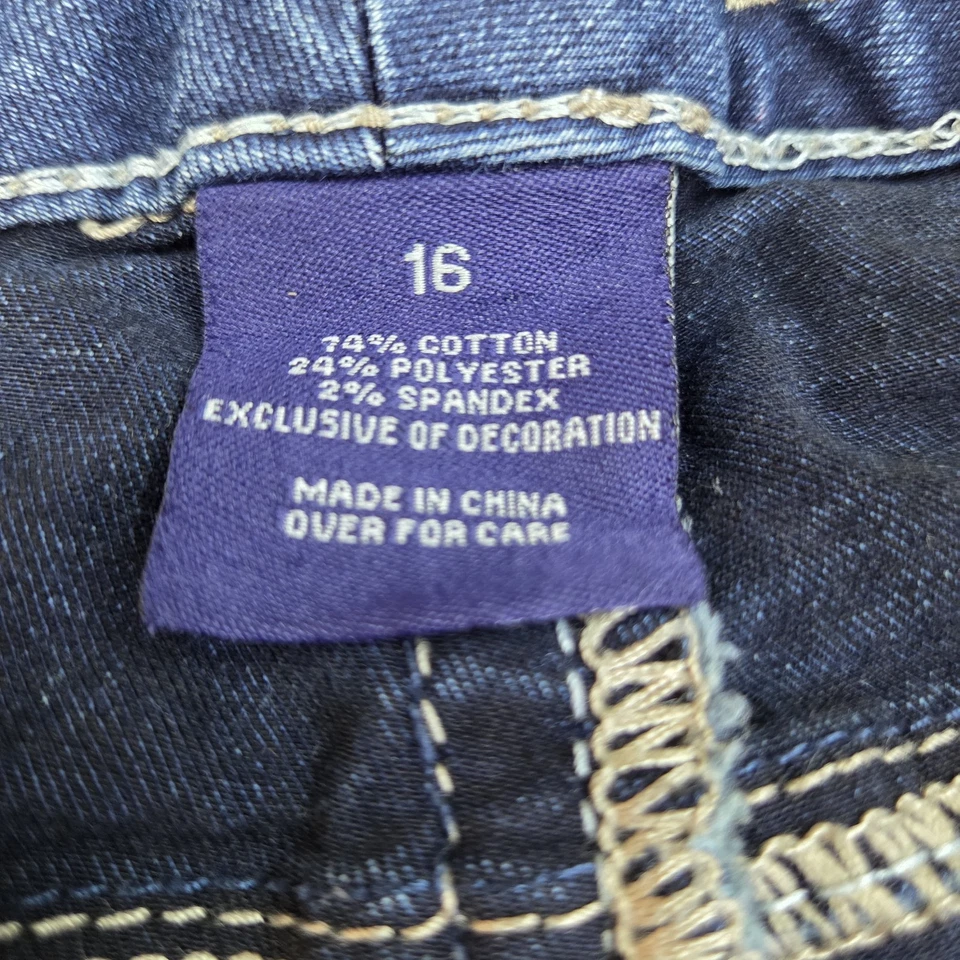 16
74% COTTON
24% POLYESTER
2% SPANDEX
EXCLUSIVE OF DECORATION
MADE IN CHINA
OVER FOR CARE